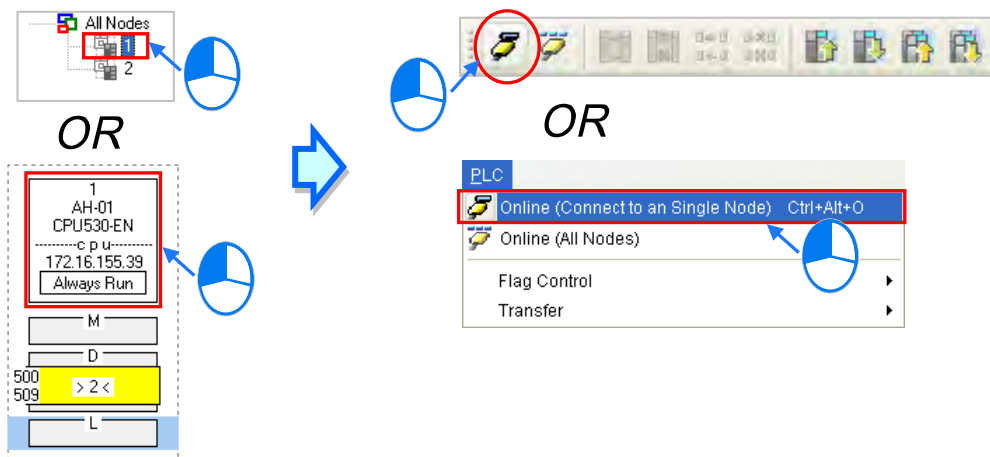 All Nodes
1
2
OR
1
AH-01
CPU530-EN
c p u
172.16.155.39
Always Run
M
D
500
509
> 2 <
L
OR
PLC
Online (Connect to an Single Node) Ctrl+Alt+O
Online (All Nodes)
Flag Control
Transfer